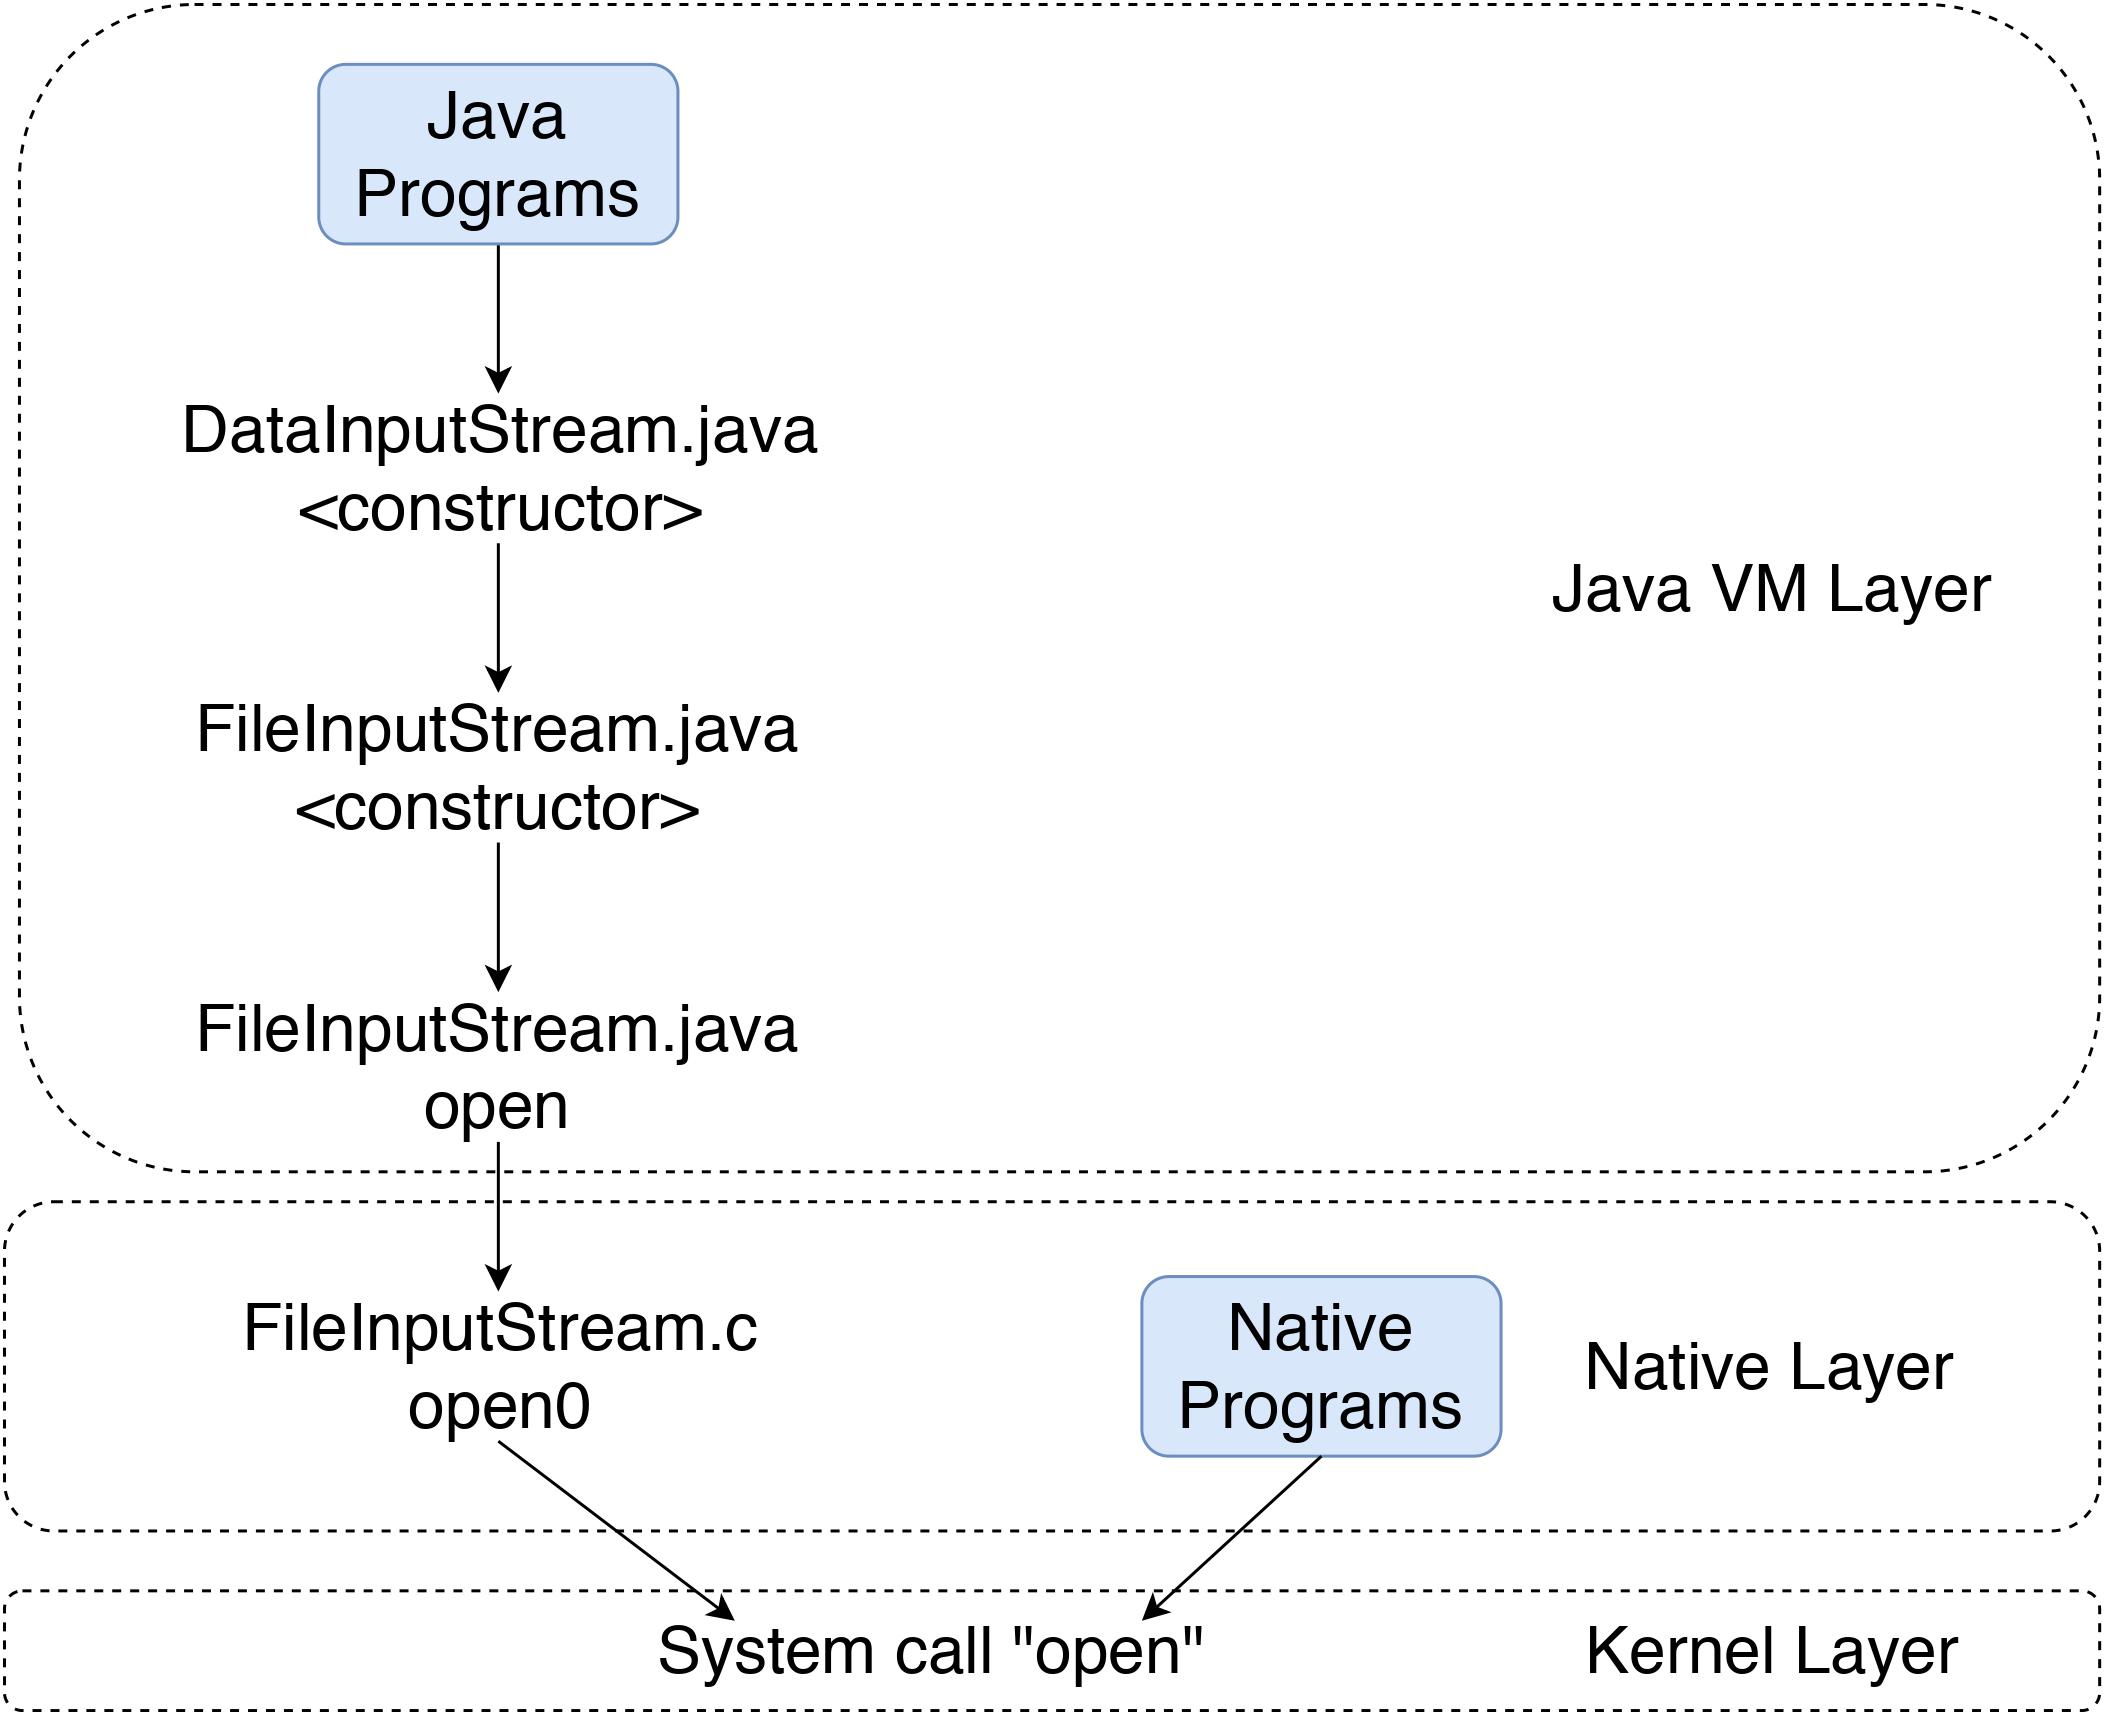 Java
Programs
DataInputStream.java
<constructor>
Java VM Layer
FileInputStream.java
<constructor>
FileInputStream.java
open
FileInputStream.c
open0
Native
Programs
Native Layer
System call "open"
Kernel Layer